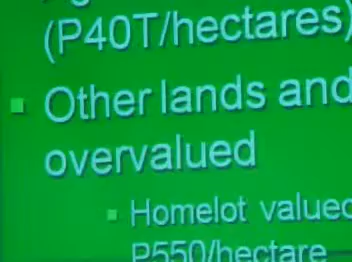 (P40T/hectares)
Other lands and
overvalued
Homelot valued
P550/hectare